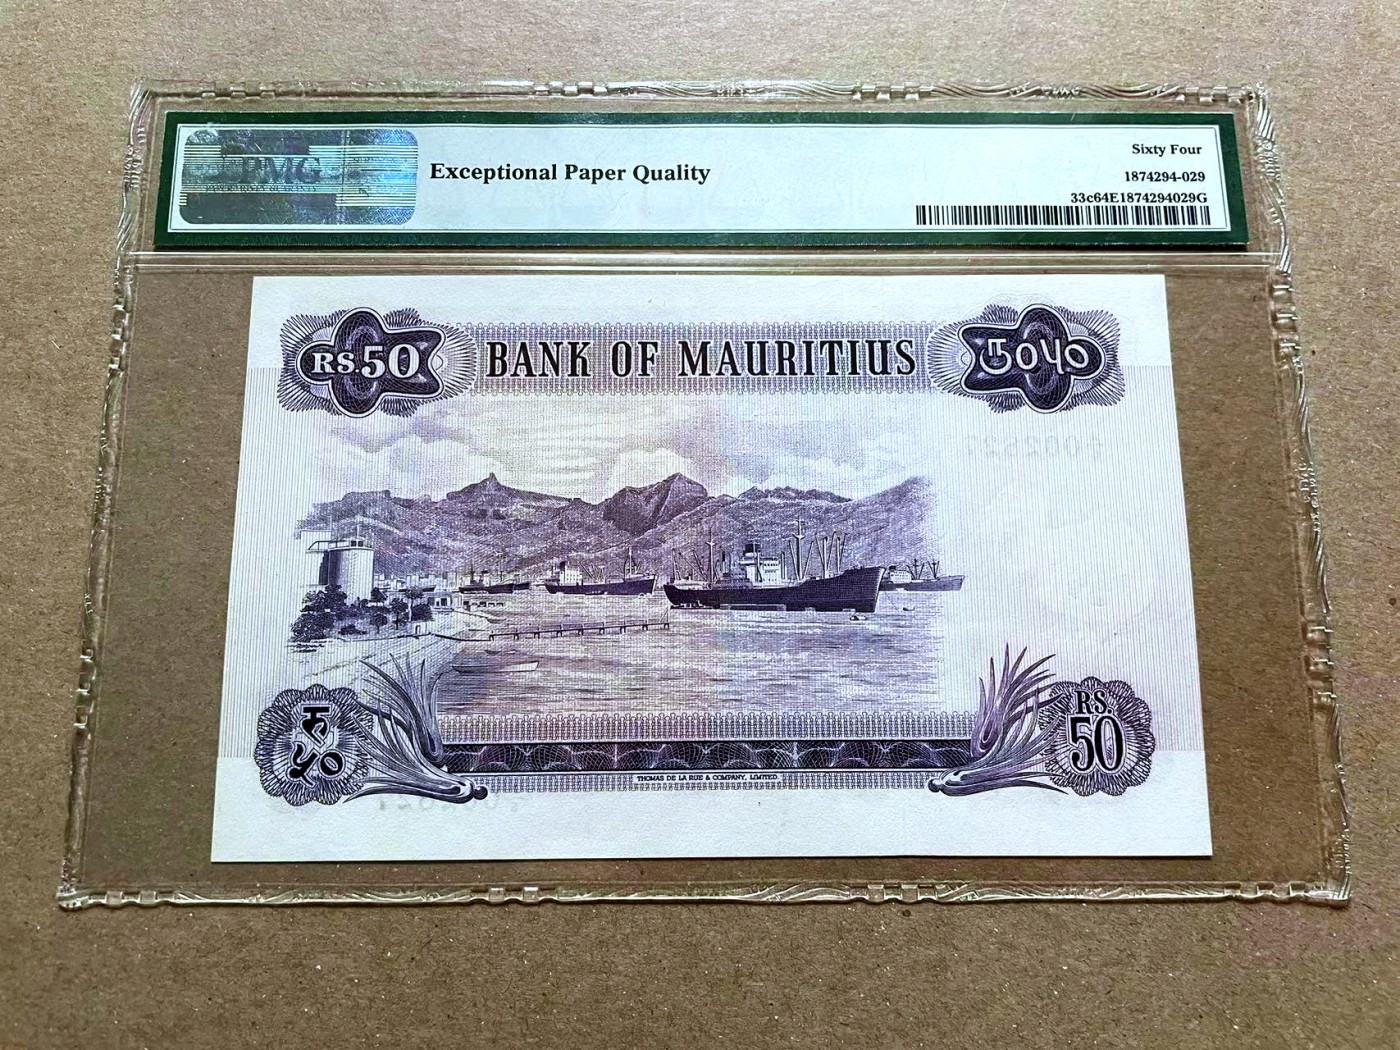 PMG
Exceptional Paper Quality
Sixty Four
1874294-029
33c64E1874294029G
RS.50
BANK OF MAURITIUS
रु
५०
RS.
50
THOMAS DE LA RUE & COMPANY, LIMITED.